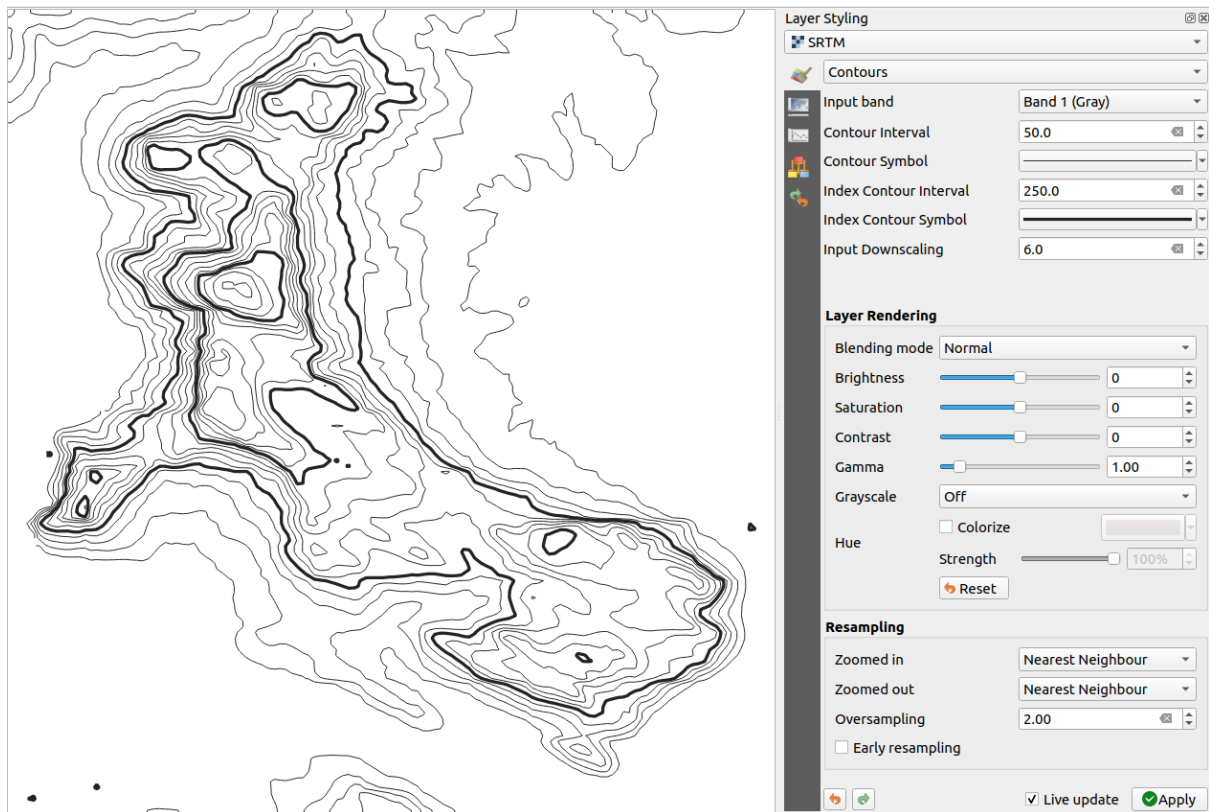 Layer Styling
SRTM
Contours
Input band Band 1 (Gray)
Contour Interval 50.0
Contour Symbol
Index Contour Interval 250.0
Index Contour Symbol
Input Downscaling 6.0
Layer Rendering
Blending mode Normal
Brightness 0
Saturation 0
Contrast 0
Gamma 1.00
Grayscale Off
Hue
Colorize
Strength 100%
Reset
Resampling
Zoomed in Nearest Neighbour
Zoomed out Nearest Neighbour
Oversampling 2.00
Early resampling
Live update Apply